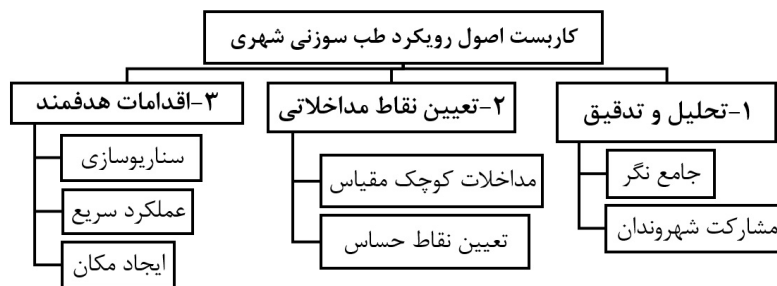 کاربست اصول رویکرد طب سوزنی شهری
۱-تحلیل و تدقیق
جامع نگر
مشارکت شهروندان
۲-تعیین نقاط مداخلاتی
مداخلات کوچک مقیاس
تعیین نقاط حساس
۳-اقدامات هدفمند
سناریوسازی
عملکرد سریع
ایجاد مکان